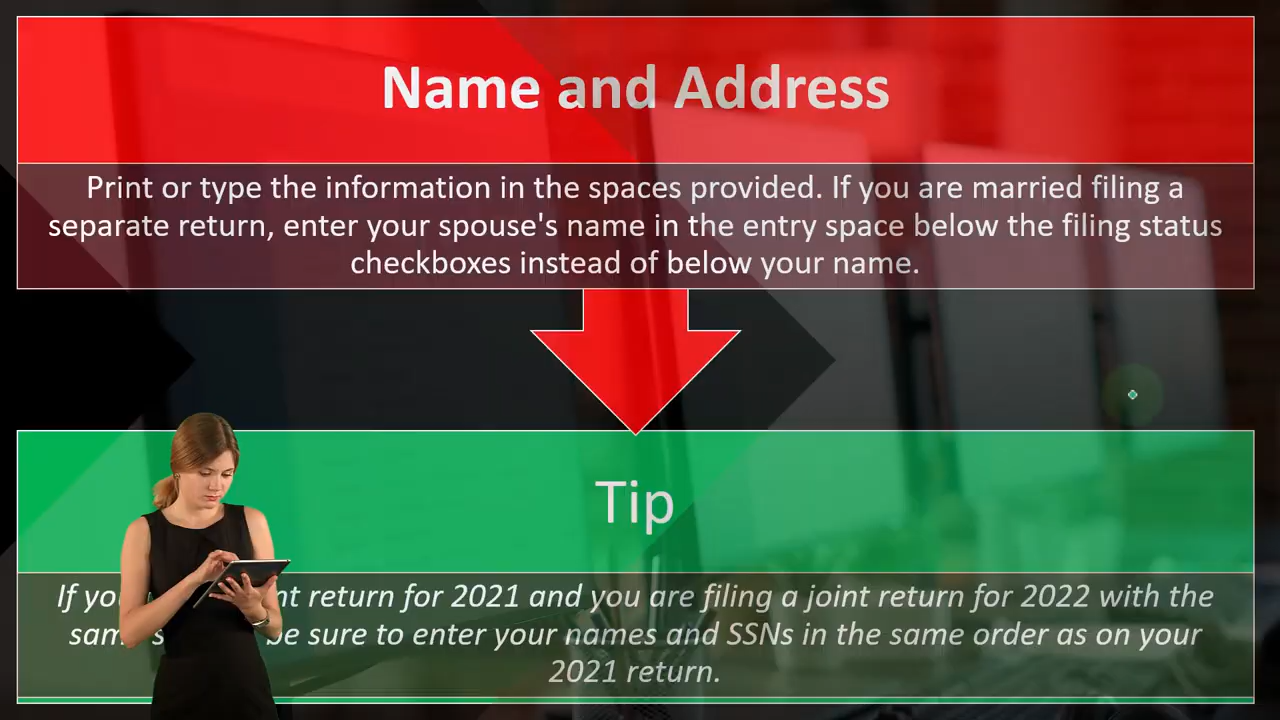 Name and Address
Print or type the information in the spaces provided. If you are married filing a
separate return, enter your spouse's name in the entry space below the filing status
checkboxes instead of below your name.
Tip
If return for 2021 and you are filing a joint return for 2022 with the
be sure to enter your names and SSNs in the same order as on your
2021 return.